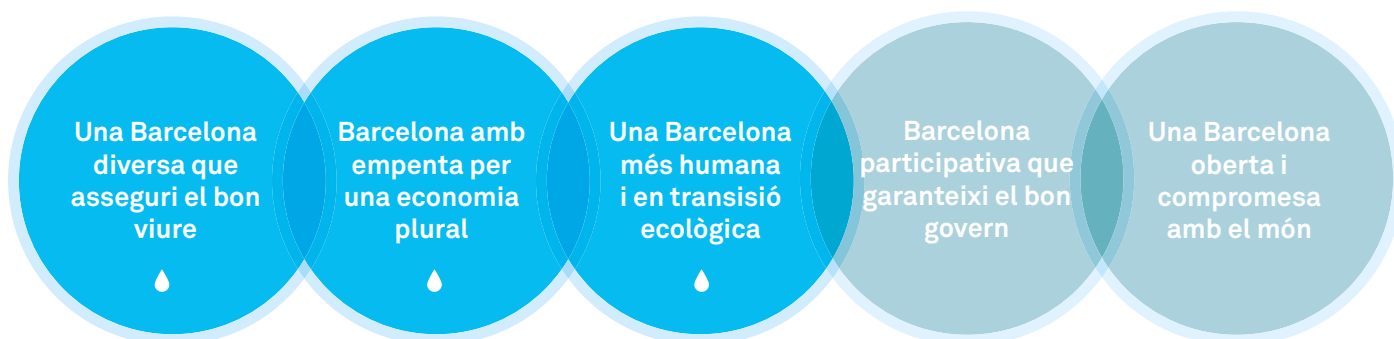 Una Barcelona
diversa que
asseguri el bon
viure
Barcelona amb
empenta per
una economia
plural
Una Barcelona
més humana
i en transisió
ecològica
Barcelona
participativa que
garanteixi el bon
govern
Una Barcelona
oberta i
compromesa
amb el món